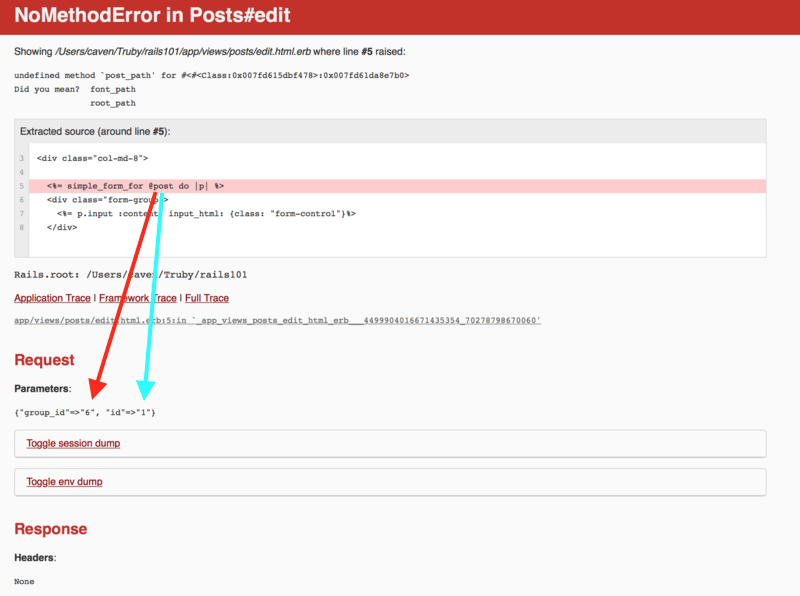 NoMethodError in Posts#edit
Showing /Users/caven/Truby/rails101/app/views/posts/edit.html.erb where line #5 raised:
undefined method `post_path' for #<#<Class:0x007fd615dbf478>:0x007fd61da8e7b0>
Did you mean? font_path
root_path
Extracted source (around line #5):
3 <div class="col-md-8">
4
5 <%= simple_form_for @post do |p| %>
6 <div class="form-group">
7 <%= p.input :content, input_html: {class: "form-control"}%>
8 </div>
Rails.root: /Users/caven/Truby/rails101
Application Trace | Framework Trace | Full Trace
app/views/posts/edit.html.erb:5:in `_app_views_posts_edit_html_erb___4499904016671435354_70278798670060'
Request
Parameters:
{"group_id"=>"6", "id"=>"1"}
Toggle session dump
Toggle env dump
Response
Headers:
None